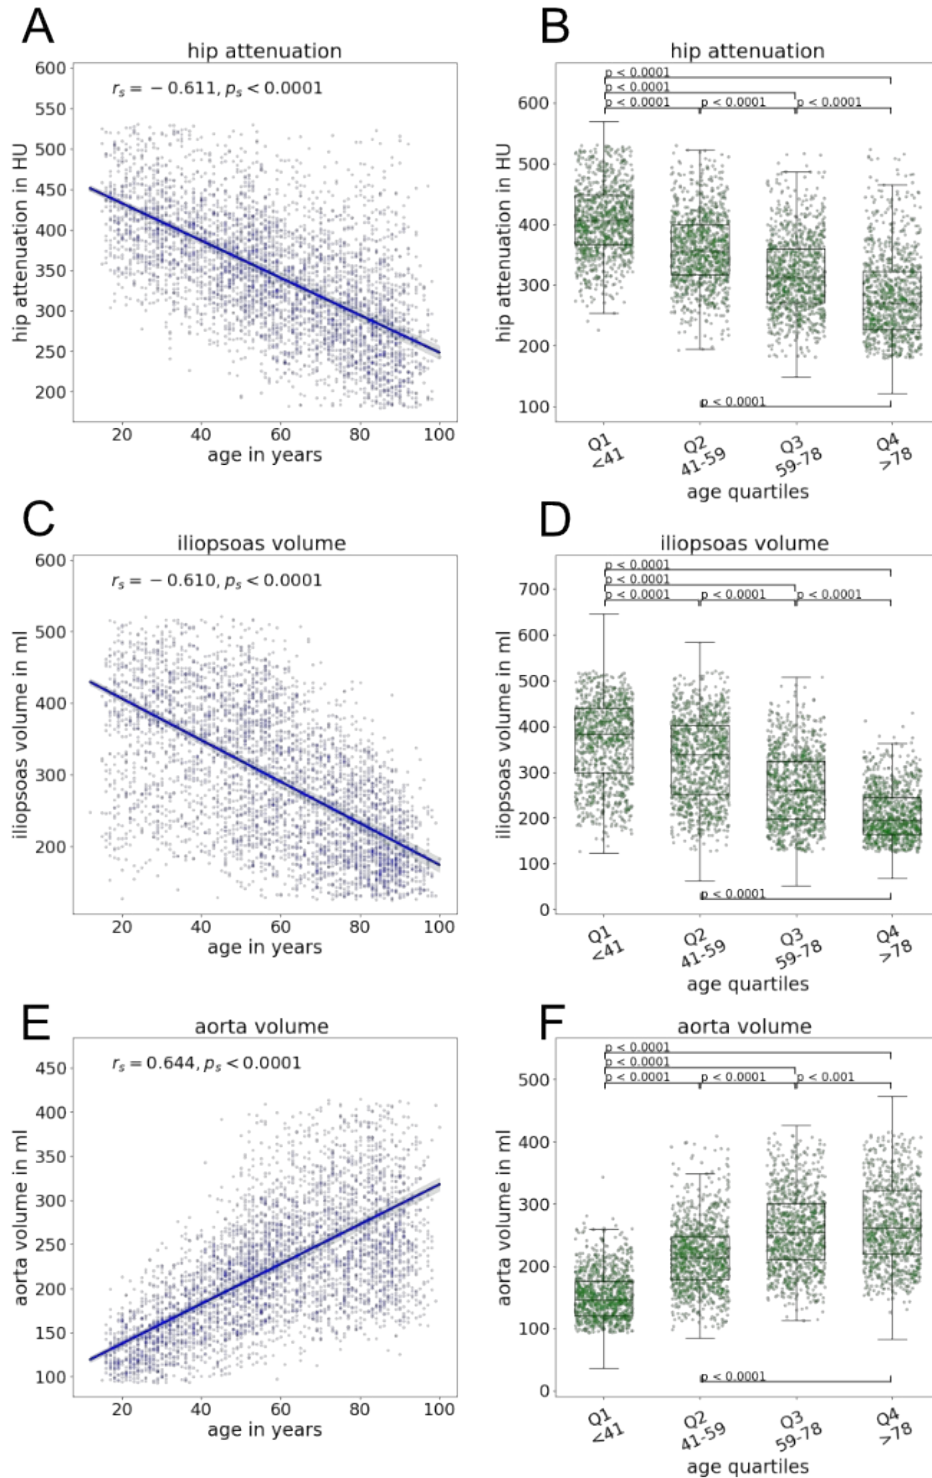 A
hip attenuation
r_s = −0.611, p_s < 0.0001
hip attenuation in HU
600
550
500
450
400
350
300
250
200
20 40 60 80 100
age in years
B
hip attenuation
p < 0.0001
p < 0.0001
p < 0.0001 p < 0.0001 p < 0.0001
hip attenuation in HU
600
500
400
300
200
100
p < 0.0001
Q1 Q2 Q3 Q4
<41 41-59 59-78 >78
age quartiles
C
iliopsoas volume
r_s = −0.610, p_s < 0.0001
iliopsoas volume in ml
600
500
400
300
200
20 40 60 80 100
age in years
D
iliopsoas volume
p < 0.0001
p < 0.0001
p < 0.0001 p < 0.0001 p < 0.0001
iliopsoas volume in ml
700
600
500
400
300
200
100
0
p < 0.0001
Q1 Q2 Q3 Q4
<41 41-59 59-78 >78
age quartiles
E
aorta volume
r_s = 0.644, p_s < 0.0001
aorta volume in ml
450
400
350
300
250
200
150
100
20 40 60 80 100
age in years
F
aorta volume
p < 0.0001
p < 0.0001
p < 0.0001 p < 0.0001 p < 0.001
aorta volume in ml
500
400
300
200
100
0
p < 0.0001
Q1 Q2 Q3 Q4
<41 41-59 59-78 >78
age quartiles